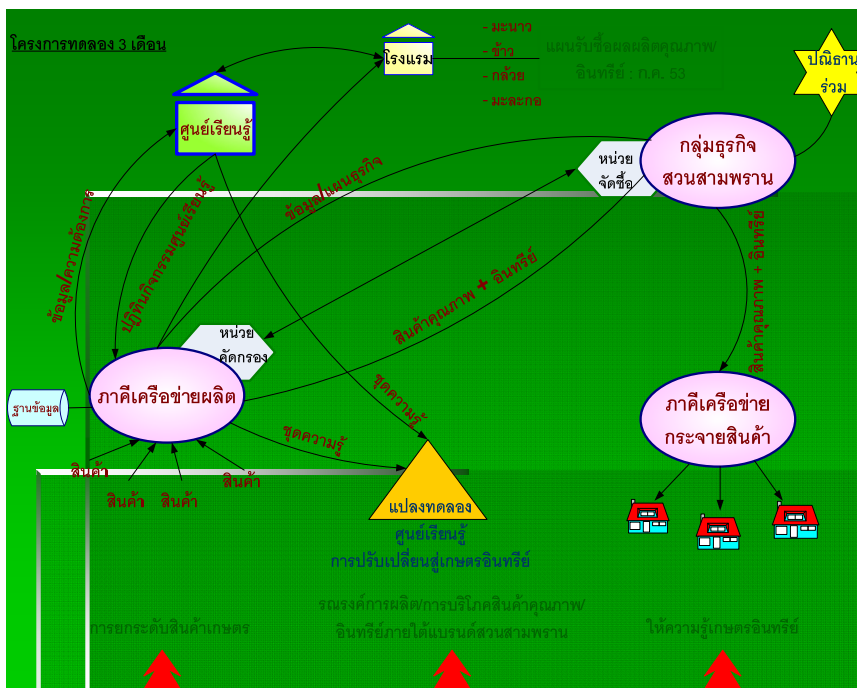 โครงการทดลอง 3 เดือน
โรงแรม
- มะนาว
- ข้าว
- กล้วย
- มะละกอ
แผนรับซื้อผลผลิตคุณภาพ/
อินทรีย์ : ก.ค. 53
ปณิธาน
ร่วม
ศูนย์เรียนรู้
หน่วย
จัดซื้อ
กลุ่มธุรกิจ
สวนสามพราน
ข้อมูล/ความต้องการ
ปฏิทินกิจกรรมศูนย์เรียนรู้
ข้อมูล/แผนธุรกิจ
สินค้าคุณภาพ + อินทรีย์
สินค้าคุณภาพ + อินทรีย์
หน่วย
คัดกรอง
ฐานข้อมูล
ภาคีเครือข่ายผลิต
ชุดความรู้
ชุดความรู้
ภาคีเครือข่าย
กระจายสินค้า
สินค้า
สินค้า
สินค้า
สินค้า
แปลงทดลอง
ศูนย์เรียนรู้
การปรับเปลี่ยนสู่เกษตรอินทรีย์
การยกระดับสินค้าเกษตร
รณรงค์การผลิต/การบริโภคสินค้าคุณภาพ/
อินทรีย์ภายใต้แบรนด์สวนสามพราน
ให้ความรู้เกษตรอินทรีย์